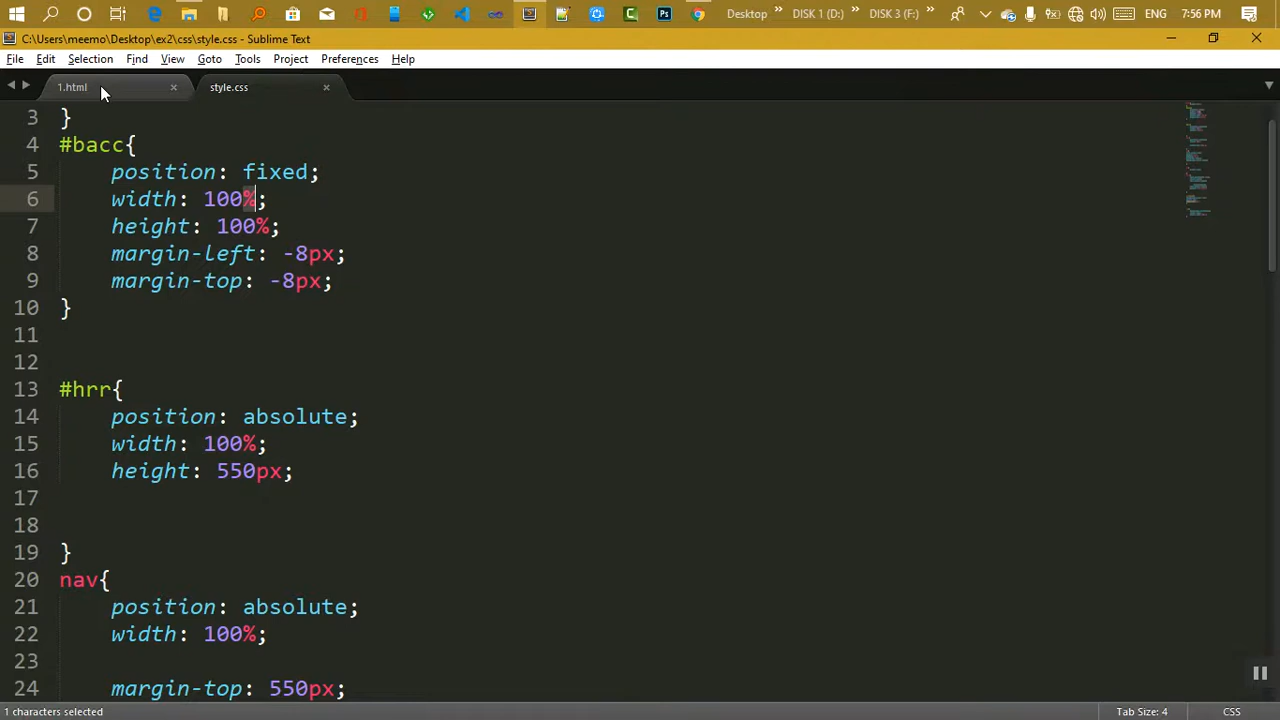 Desktop DISK 1 (D:) DISK 3 (F:) ENG 7:56 PM
C:\Users\meemo\Desktop\ex2\css\style.css - Sublime Text
File Edit Selection Find View Goto Tools Project Preferences Help
1.html style.css
3 }
4 #bacc{
5 position: fixed;
6 width: 100%;
7 height: 100%;
8 margin-left: -8px;
9 margin-top: -8px;
10 }
11
12
13 #hrr{
14 position: absolute;
15 width: 100%;
16 height: 550px;
17
18
19 }
20 nav{
21 position: absolute;
22 width: 100%;
23
24 margin-top: 550px;
1 characters selected Tab Size: 4 CSS